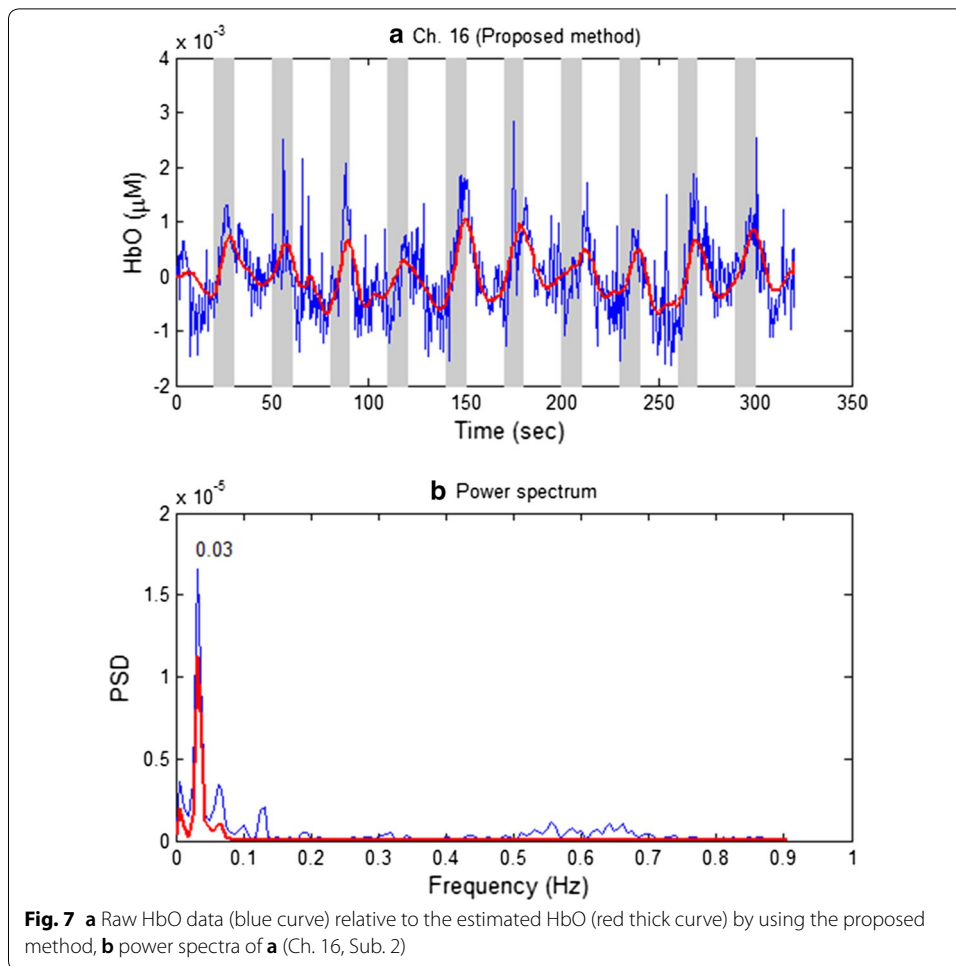 a Ch. 16 (Proposed method)
x 10-3
4
3
2
1
0
-1
-2
HbO (μM)
0 50 100 150 200 250 300 350
Time (sec)
b Power spectrum
x 10-5
2
1.5
1
0.5
0
PSD
0.03
0 0.1 0.2 0.3 0.4 0.5 0.6 0.7 0.8 0.9 1
Frequency (Hz)
Fig. 7 a Raw HbO data (blue curve) relative to the estimated HbO (red thick curve) by using the proposed
method, b power spectra of a (Ch. 16, Sub. 2)